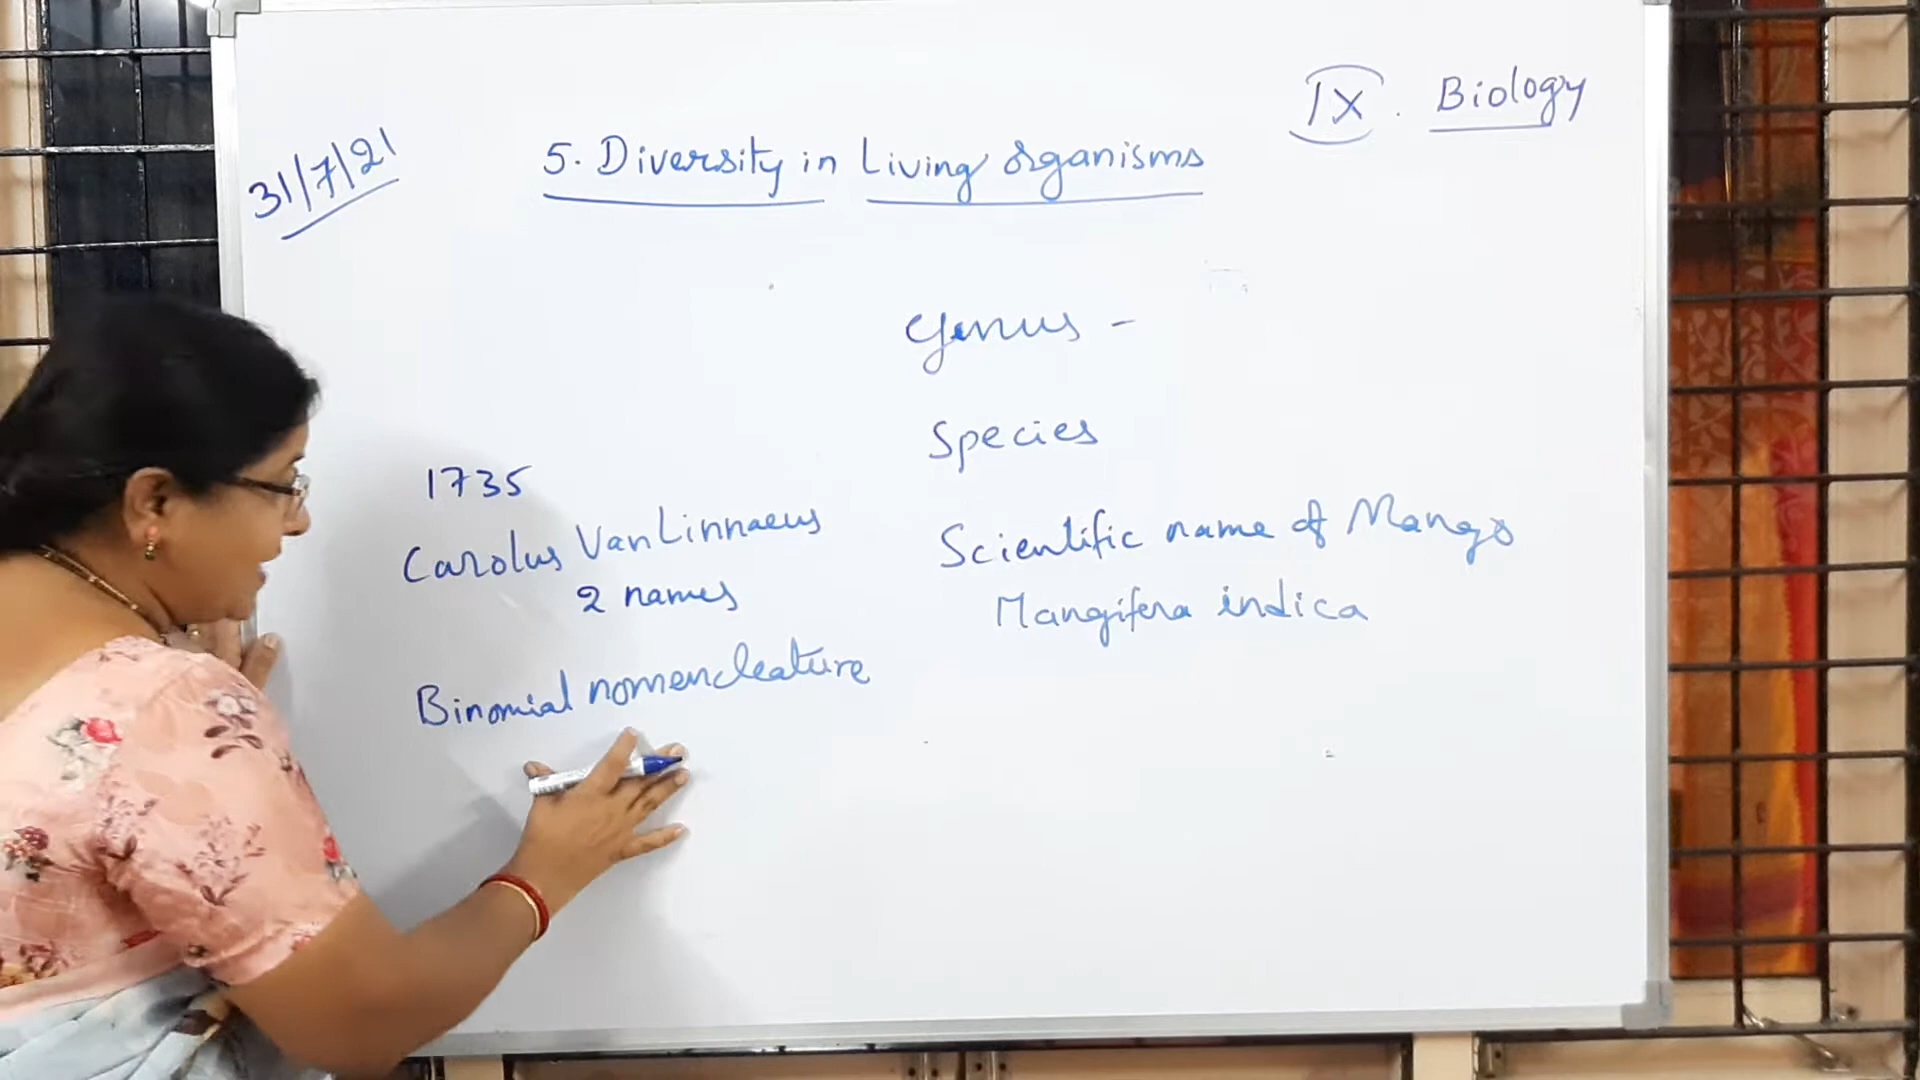 IX. Biology
31/7/21
5. Diversity in Living organisms
Genus -
Species
1735
Carolus Van Linnaeus
2 names
Binomial nomencleature
Scientific name of Mango
Mangifera indica